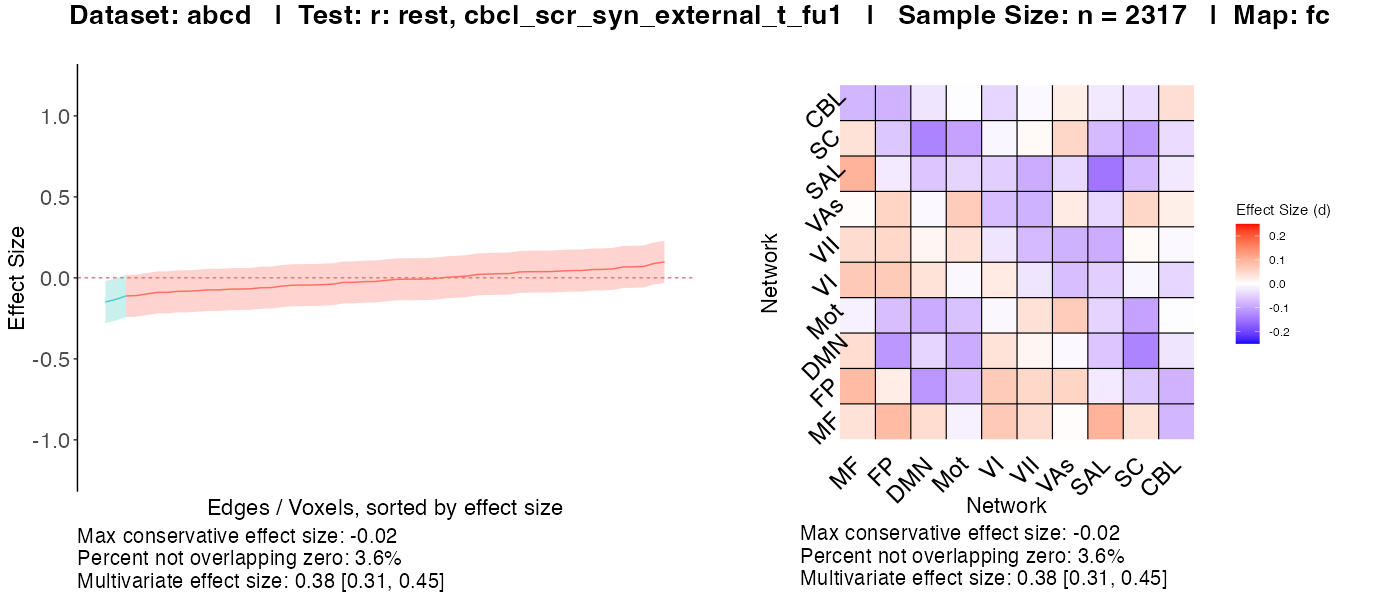 Dataset: abcd | Test: r: rest, cbcl_scr_syn_external_t_fu1 | Sample Size: n = 2317 | Map: fc
1.0
0.5
0.0
-0.5
-1.0
Effect Size
Edges / Voxels, sorted by effect size
Max conservative effect size: -0.02
Percent not overlapping zero: 3.6%
Multivariate effect size: 0.38 [0.31, 0.45]
CBL
SC
SAL
VAs
VII
VI
Mot
DMN
FP
MF
Network
MF FP DMN Mot VI VII VAs SAL SC CBL
Network
Max conservative effect size: -0.02
Percent not overlapping zero: 3.6%
Multivariate effect size: 0.38 [0.31, 0.45]
Effect Size (d)
0.2
0.1
0.0
-0.1
-0.2